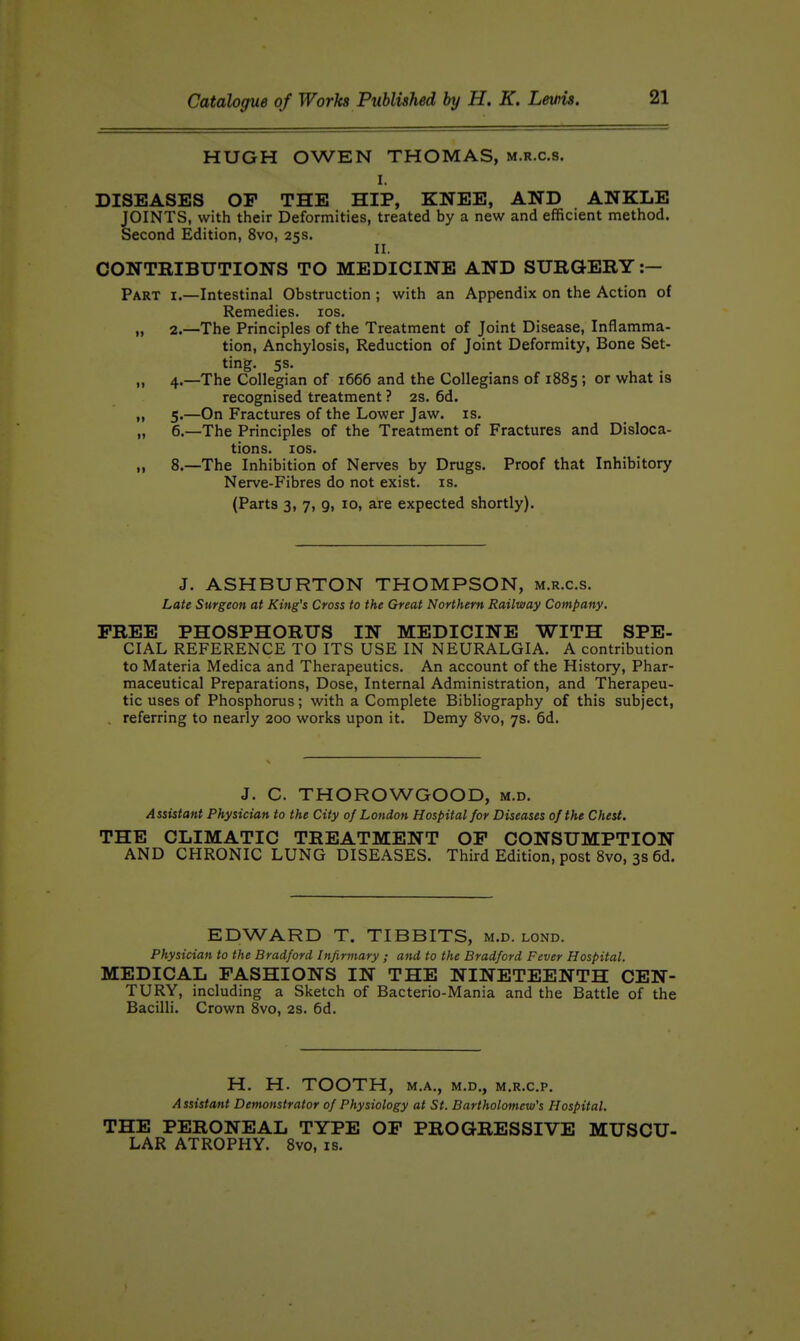 Catalogue of Works Published by H. K. Lewis. 21
HUGH OWEN THOMAS, M.R.C.S.
I.
DISEASES OF THE HIP, KNEE, AND ANKLE
JOINTS, with their Deformities, treated by a new and efficient method.
Second Edition, 8vo, 25s.
II.
CONTRIBUTIONS TO MEDICINE AND SURGERY:—
PART 1.—Intestinal Obstruction; with an Appendix on the Action of
Remedies. 10s.
„ 2.—The Principles of the Treatment of Joint Disease, Inflamma-
tion, Anchylosis, Reduction of Joint Deformity, Bone Set-
ting. 5s.
„ 4.—The Collegian of 1666 and the Collegians of 1885; or what is
recognised treatment? 2s. 6d.
„ 5.—On Fractures of the Lower Jaw. 1s.
„ 6.—The Principles of the Treatment of Fractures and Disloca-
tions. 10s.
„ 8.—The Inhibition of Nerves by Drugs. Proof that Inhibitory
Nerve-Fibres do not exist. 1s.
(Parts 3, 7, 9, 10, are expected shortly).
J. ASHBURTON THOMPSON, M.R.C.S.
Late Surgeon at King's Cross to the Great Northern Railway Company.
FREE PHOSPHORUS IN MEDICINE WITH SPE-
CIAL REFERENCE TO ITS USE IN NEURALGIA. A contribution
to Materia Medica and Therapeutics. An account of the History, Phar-
maceutical Preparations, Dose, Internal Administration, and Therapeu-
tic uses of Phosphorus; with a Complete Bibliography of this subject,
referring to nearly 200 works upon it. Demy 8vo, 7s. 6d.
J. C. THOROWGOOD, M.D.
Assistant Physician to the City of London Hospital for Diseases of the Chest.
THE CLIMATIC TREATMENT OF CONSUMPTION
AND CHRONIC LUNG DISEASES. Third Edition, post 8vo, 3s 6d.
EDWARD T. TIBBITS, M.D. LOND.
Physician to the Bradford Infirmary; and to the Bradford Fever Hospital.
MEDICAL FASHIONS IN THE NINETEENTH CEN-
TURY, including a Sketch of Bacterio-Mania and the Battle of the
Bacilli. Crown 8vo, 2s. 6d.
H. H. TOOTH, M.A., M.D., M.R.C.P.
Assistant Demonstrator of Physiology at St. Bartholomew's Hospital.
THE PERONEAL TYPE OF PROGRESSIVE MUSCU-
LAR ATROPHY. 8vo, 1s.